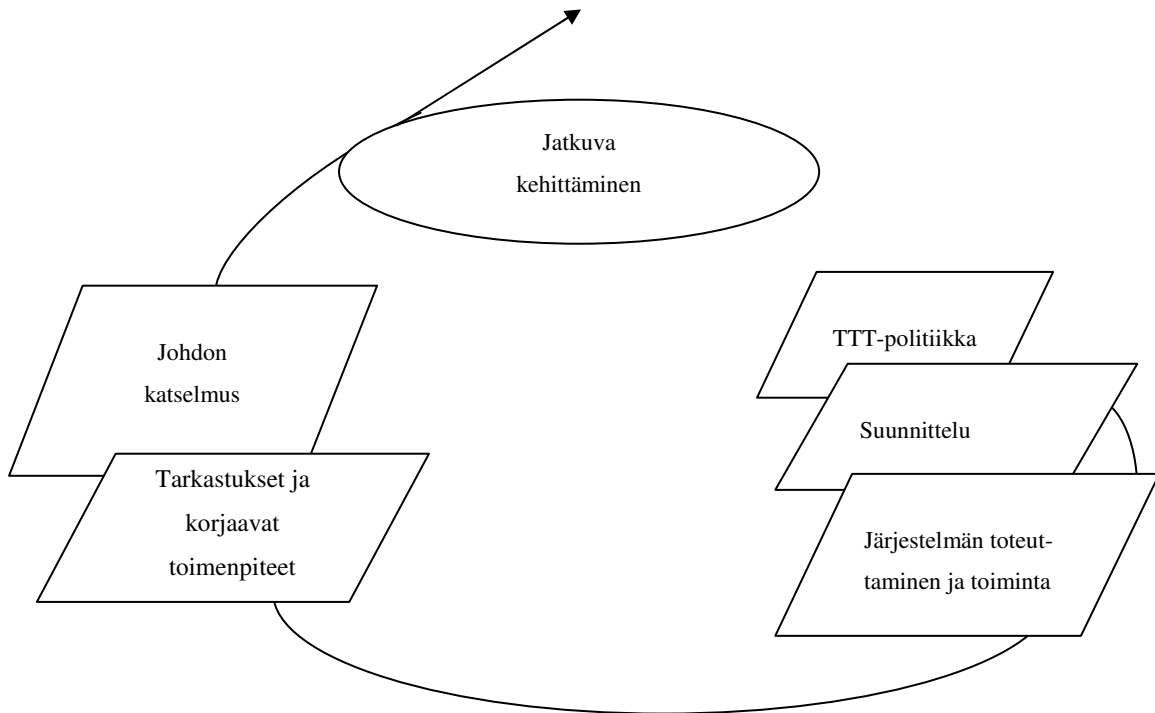 Jatkuva
kehittäminen
TTT-politiikka
Suunnittelu
Järjestelmän toteut-
taminen ja toiminta
Johdon
katselmus
Tarkastukset ja
korjaavat
toimenpiteet